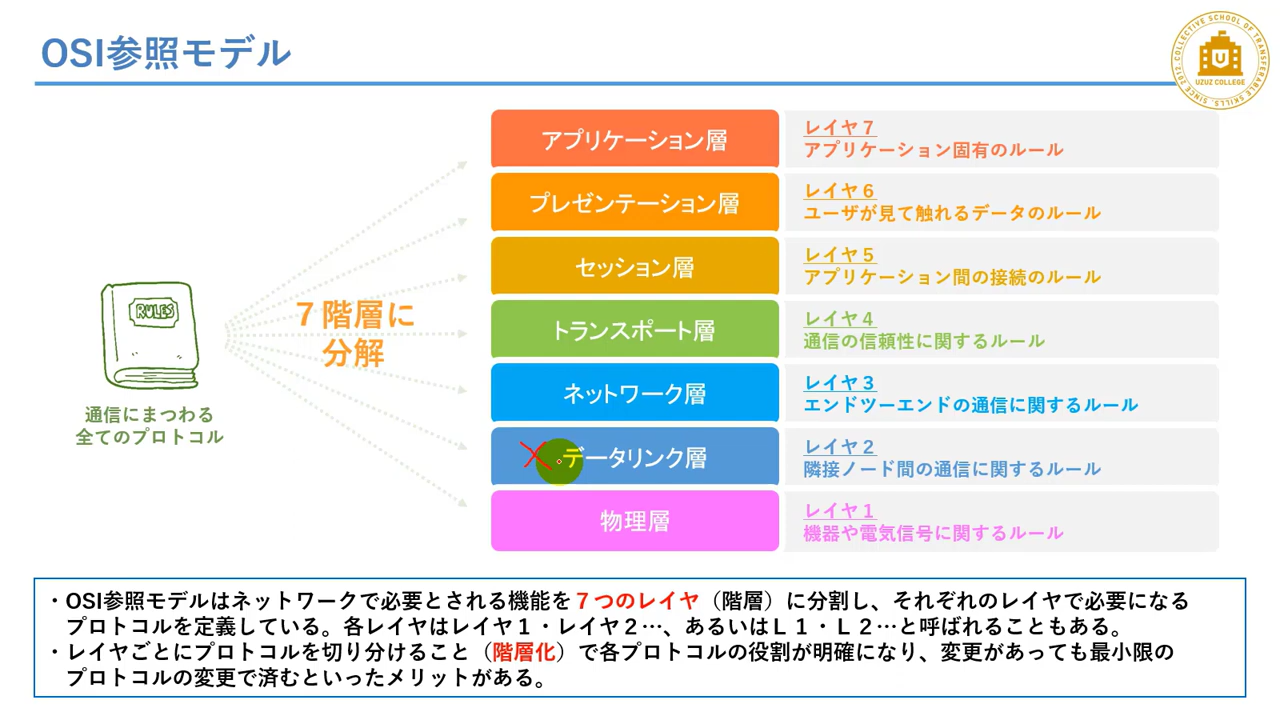 OSI参照モデル
COLLECTIVE SCHOOL OF TRANSFERABLE SKILLS. SINCE 2012.
UZUZ COLLEGE
アプリケーション層
レイヤ７
アプリケーション固有のルール
プレゼンテーション層
レイヤ６
ユーザが見て触れるデータのルール
セッション層
レイヤ５
アプリケーション間の接続のルール
RULES
通信にまつわる
全てのプロトコル
７階層に
分解
トランスポート層
レイヤ４
通信の信頼性に関するルール
ネットワーク層
レイヤ３
エンドツーエンドの通信に関するルール
データリンク層
レイヤ２
隣接ノード間の通信に関するルール
物理層
レイヤ１
機器や電気信号に関するルール
・OSI参照モデルはネットワークで必要とされる機能を７つのレイヤ（階層）に分割し、それぞれのレイヤで必要になる
プロトコルを定義している。各レイヤはレイヤ１・レイヤ２…、あるいはＬ１・Ｌ２…と呼ばれることもある。
・レイヤごとにプロトコルを切り分けること（階層化）で各プロトコルの役割が明確になり、変更があっても最小限の
プロトコルの変更で済むといったメリットがある。